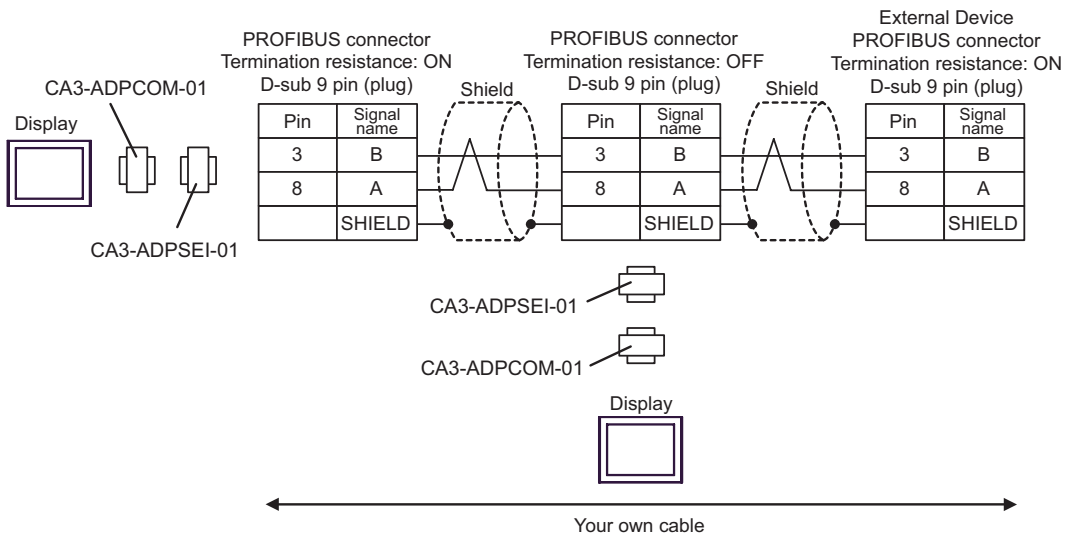 External Device
PROFIBUS connector
Termination resistance: ON
D-sub 9 pin (plug)
PROFIBUS connector
Termination resistance: OFF
D-sub 9 pin (plug)
PROFIBUS connector
Termination resistance: ON
D-sub 9 pin (plug)
CA3-ADPCOM-01
Display
Shield
Shield
Pin Signal name
3 B
8 A
SHIELD
Pin Signal name
3 B
8 A
SHIELD
Pin Signal name
3 B
8 A
SHIELD
CA3-ADPSEI-01
CA3-ADPSEI-01
CA3-ADPCOM-01
Display
Your own cable